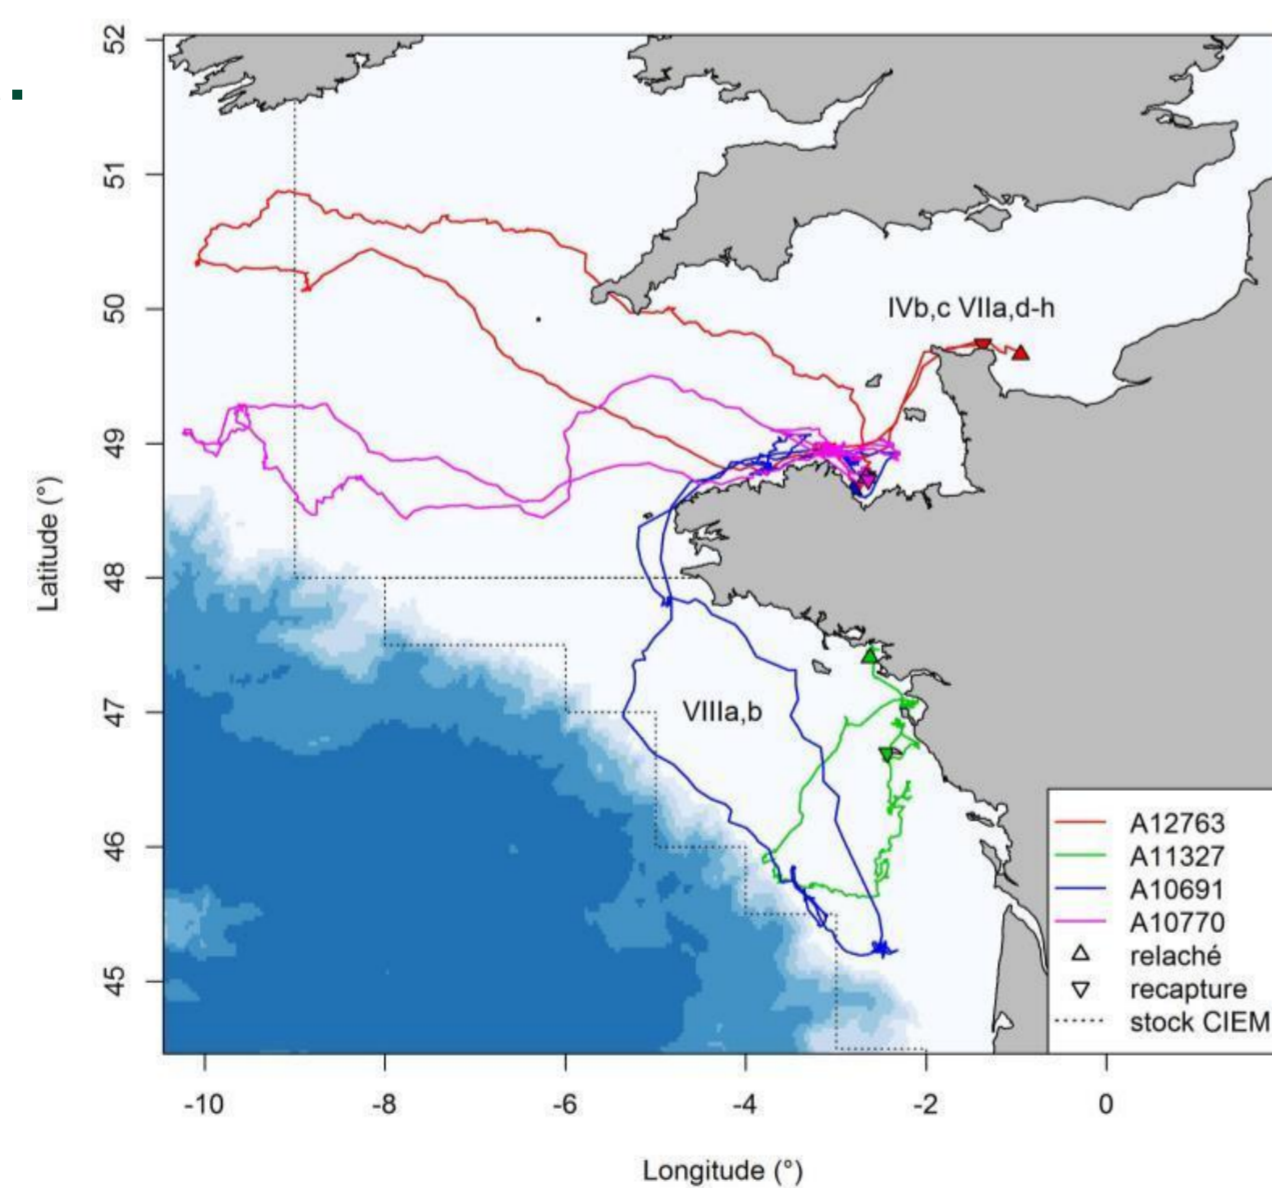 52
51
50
49
48
47
46
45
Latitude (°)
IVb,c VIIa,d-h
VIIIa,b
A12763
A11327
A10691
A10770
relaché
recapture
stock CIEM
-10 -8 -6 -4 -2 0
Longitude (°)